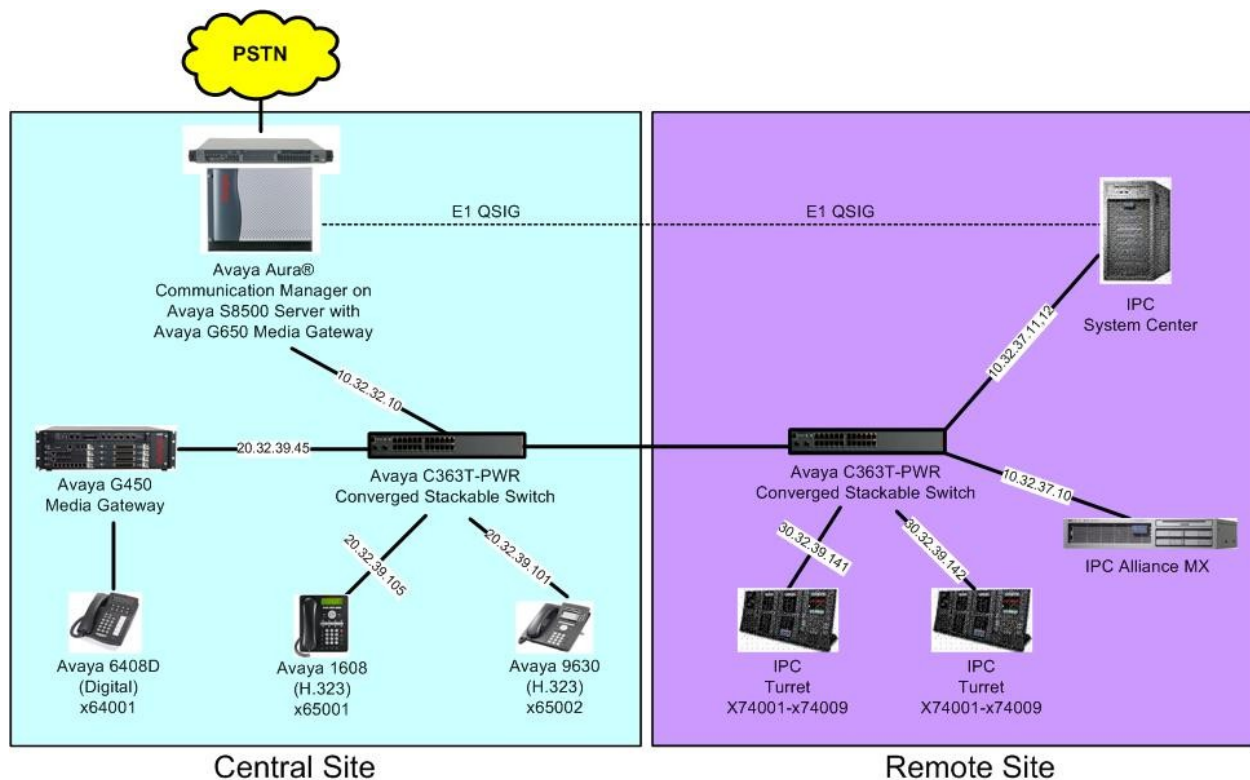 PSTN
E1 QSIG
E1 QSIG
Avaya Aura®
Communication Manager on
Avaya S8500 Server with
Avaya G650 Media Gateway
IPC
System Center
10.32.32.10
10.32.37.11,12
20.32.39.45
Avaya G450
Media Gateway
Avaya C363T-PWR
Converged Stackable Switch
Avaya C363T-PWR
Converged Stackable Switch
10.32.37.10
IPC Alliance MX
20.32.39.105
20.32.39.101
30.32.39.141
30.32.39.142
Avaya 6408D
(Digital)
x64001
Avaya 1608
(H.323)
x65001
Avaya 9630
(H.323)
x65002
IPC
Turret
X74001-x74009
IPC
Turret
X74001-x74009
Central Site
Remote Site